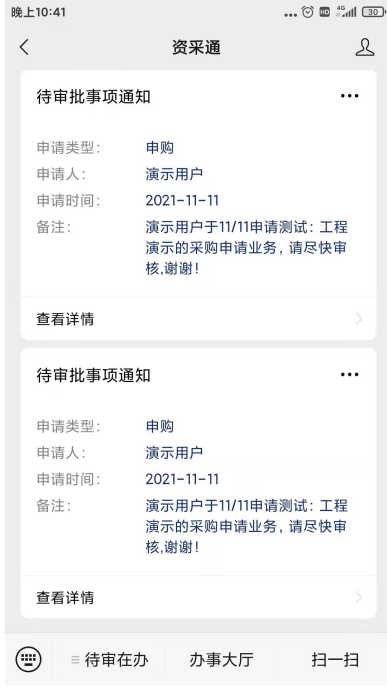 晚上10:41
HD 4G 30
资采通
待审批事项通知
申请类型： 申购
申请人： 演示用户
申请时间： 2021-11-11
备注： 演示用户于11/11申请测试：工程
演示的采购申请业务，请尽快审
核,谢谢！
查看详情
待审批事项通知
申请类型： 申购
申请人： 演示用户
申请时间： 2021-11-11
备注： 演示用户于11/11申请测试：工程
演示的采购申请业务，请尽快审
核,谢谢！
查看详情
待审在办 办事大厅 扫一扫